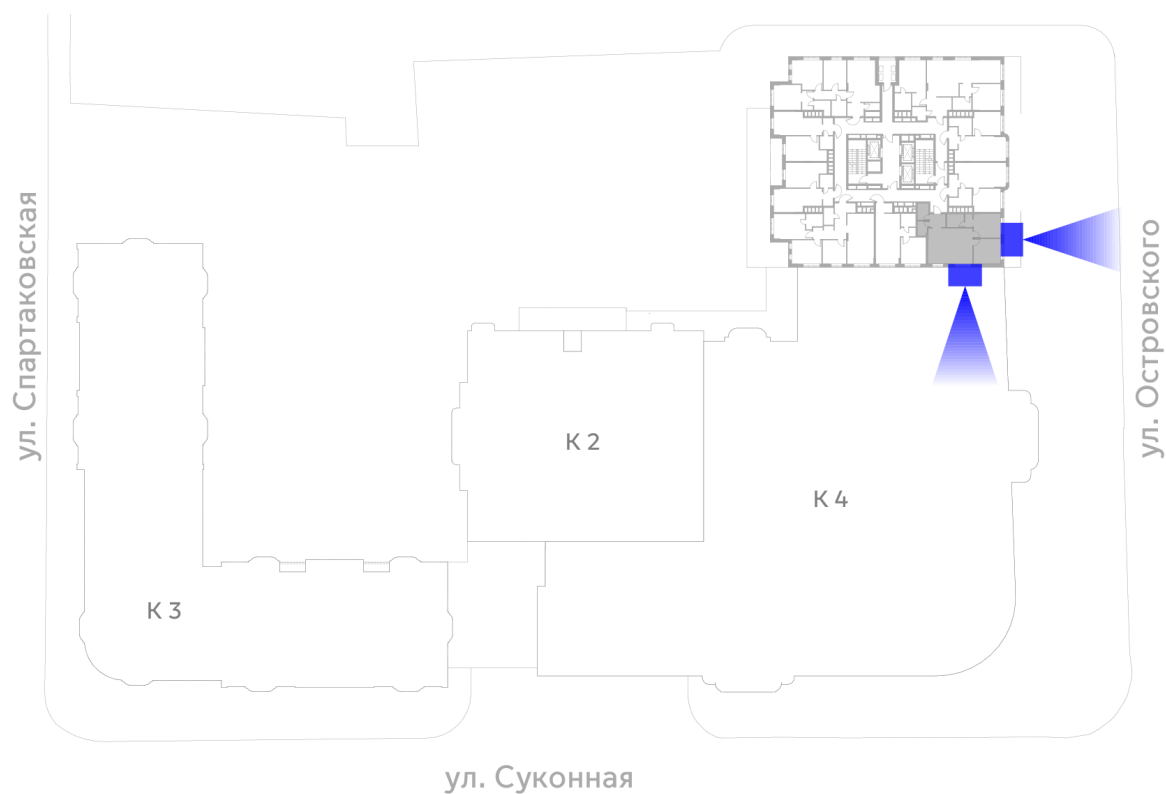 ул. Спартаковская
ул. Островского
К 2
К 4
К 3
ул. Суконная